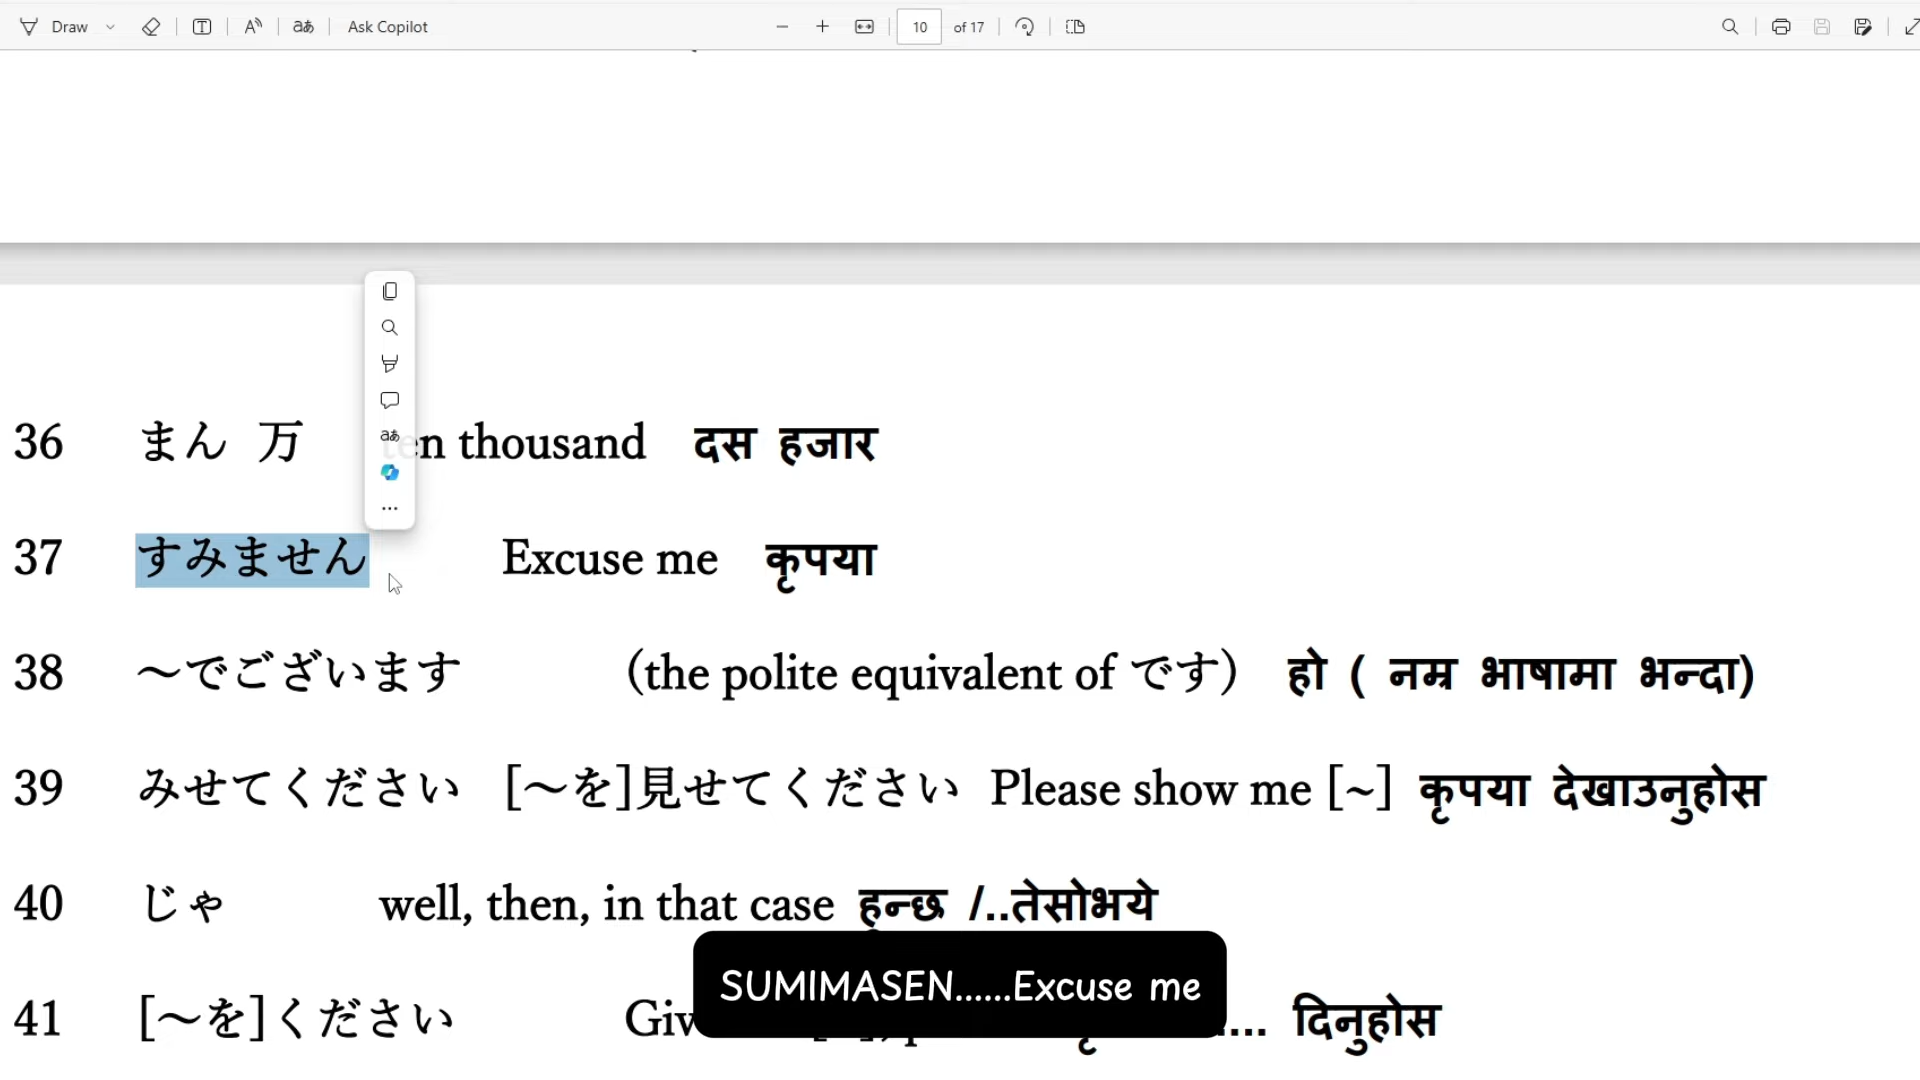 Draw aあ Ask Copilot 10 of 17
36 まん 万 ten thousand दस हजार
37 すみません Excuse me कृपया
38 ～でございます (the polite equivalent of です) हो ( नम्र भाषामा भन्दा)
39 みせてください [～を]見せてください Please show me [~] कृपया देखाउनुहोस
40 じゃ well, then, in that case हुन्छ /..तेसोभये
41 [～を]ください .... दिनुहोस
SUMIMASEN......Excuse me